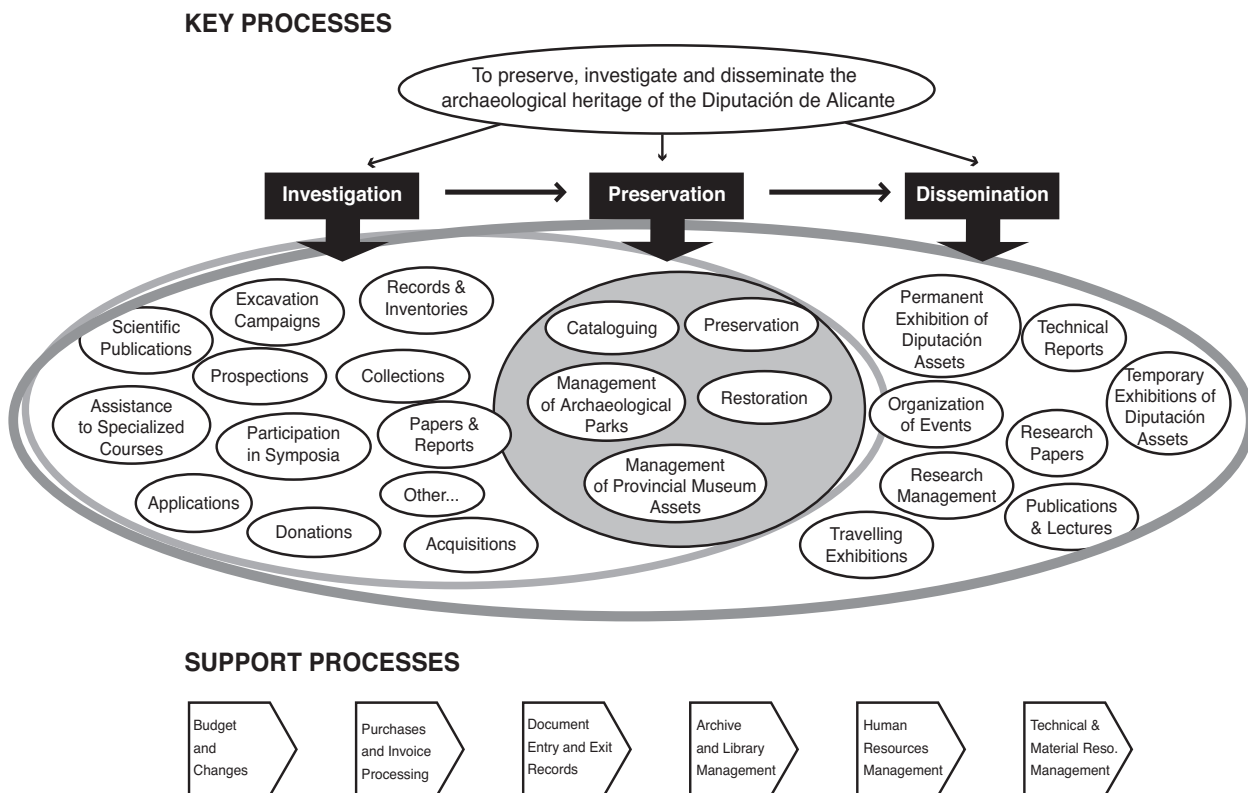 KEY PROCESSES
To preserve, investigate and disseminate the
archaeological heritage of the Diputación de Alicante
Investigation
Preservation
Dissemination
Scientific
Publications
Excavation
Campaigns
Records &
Inventories
Prospections
Collections
Assistance
to Specialized
Courses
Participation
in Symposia
Papers &
Reports
Applications
Other...
Donations
Acquisitions
Cataloguing
Preservation
Management
of Archaeological
Parks
Restoration
Management
of Provincial Museum
Assets
Permanent
Exhibition of
Diputación
Assets
Technical
Reports
Temporary
Exhibitions of
Diputación
Assets
Organization
of Events
Research
Papers
Research
Management
Publications
& Lectures
Travelling
Exhibitions
SUPPORT PROCESSES
Budget
and
Changes
Purchases
and Invoice
Processing
Document
Entry and Exit
Records
Archive
and Library
Management
Human
Resources
Management
Technical &
Material Reso.
Management